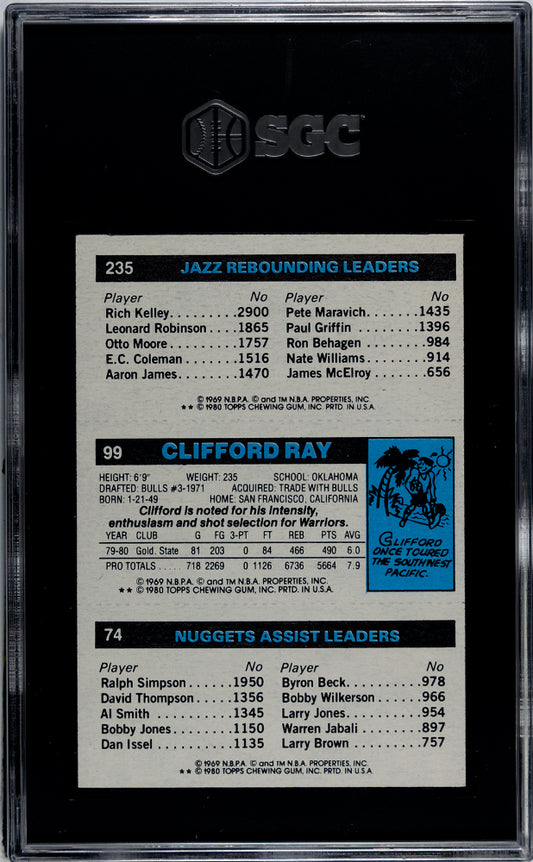 SGC
235 JAZZ REBOUNDING LEADERS
Player No Player No
Rich Kelley........2900 Pete Maravich.......1435
Leonard Robinson...1865 Paul Griffin.......1396
Otto Moore........1757 Ron Behagen........984
E.C. Coleman.......1516 Nate Williams.......914
Aaron James.......1470 James McElroy......656
© 1969 N.B.P.A. © and TM N.B.A. PROPERTIES, INC.
★★ © 1980 TOPPS CHEWING GUM, INC. PRTD. IN U.S.A.
99 CLIFFORD RAY
HEIGHT: 6'9" WEIGHT: 235 SCHOOL: OKLAHOMA
DRAFTED: BULLS #3-1971 ACQUIRED: TRADE WITH BULLS
BORN: 1-21-49 HOME: SAN FRANCISCO, CALIFORNIA
Clifford is noted for his intensity,
enthusiasm and shot selection for Warriors.
YEAR CLUB G FG 3-PT FT REB PTS AVG
79-80 Gold. State 81 203 0 84 466 490 6.0
PRO TOTALS..... 718 2269 0 1126 6736 5664 7.9
© 1969 N.B.P.A. © and TM N.B.A. PROPERTIES, INC.
★★ © 1980 TOPPS CHEWING GUM, INC. PRTD. IN U.S.A.
CLIFFORD
ONCE TOURED
THE SOUTHWEST
PACIFIC.
74 NUGGETS ASSIST LEADERS
Player No Player No
Ralph Simpson......1950 Byron Beck.........978
David Thompson.....1356 Bobby Wilkerson....966
Al Smith.........1345 Larry Jones........954
Bobby Jones.......1150 Warren Jabali......897
Dan Issel.........1135 Larry Brown........757
© 1969 N.B.P.A. © and TM N.B.A. PROPERTIES, INC.
★★ © 1980 TOPPS CHEWING GUM, INC. PRTD. IN U.S.A.